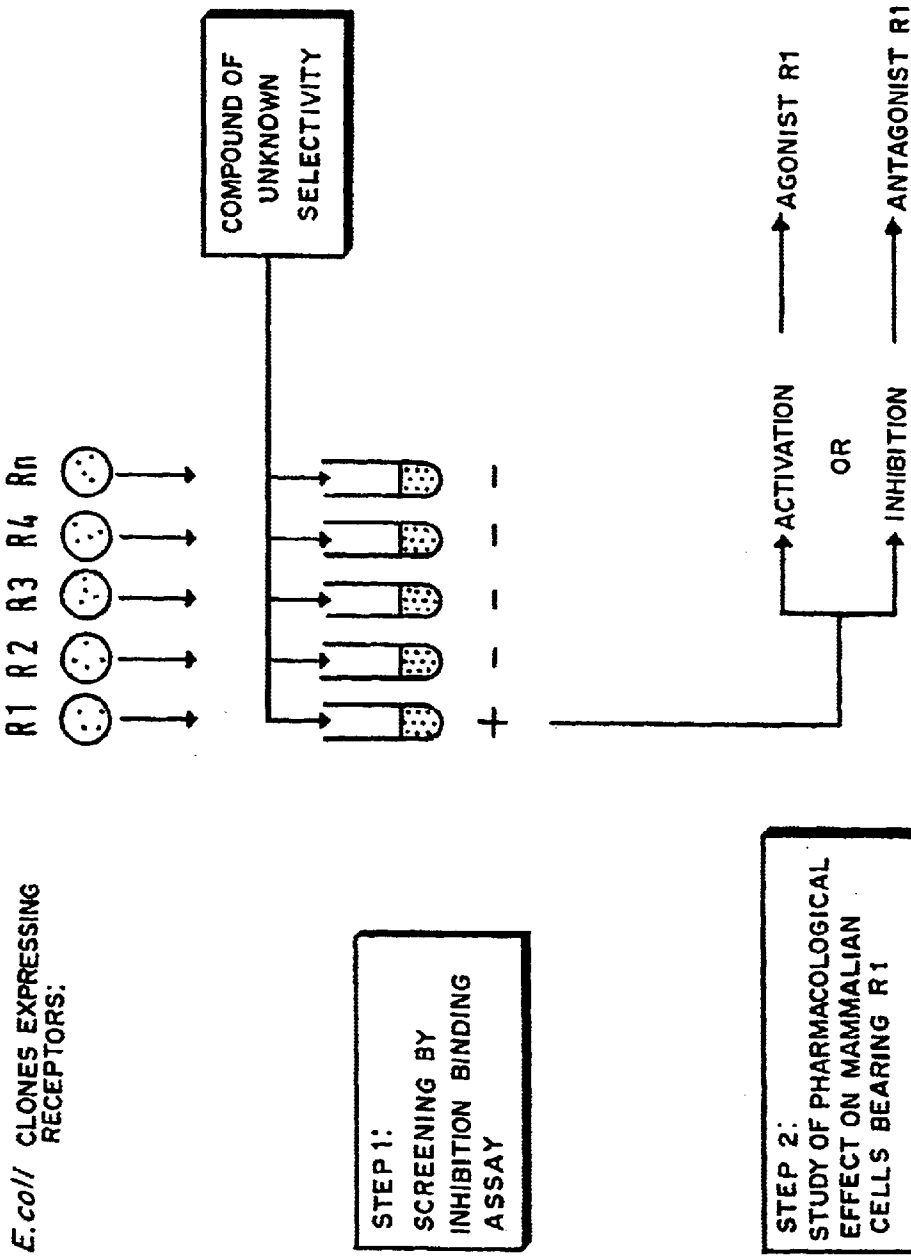 E.coli CLONES EXPRESSING
RECEPTORS:
R1 R2 R3 R4 Rn
COMPOUND OF
UNKNOWN
SELECTIVITY
STEP 1:
SCREENING BY
INHIBITION BINDING
ASSAY
+ - - - -
STEP 2:
STUDY OF PHARMACOLOGICAL
EFFECT ON MAMMALIAN
CELLS BEARING R1
ACTIVATION
AGONIST R1
OR
INHIBITION
ANTAGONIST R1